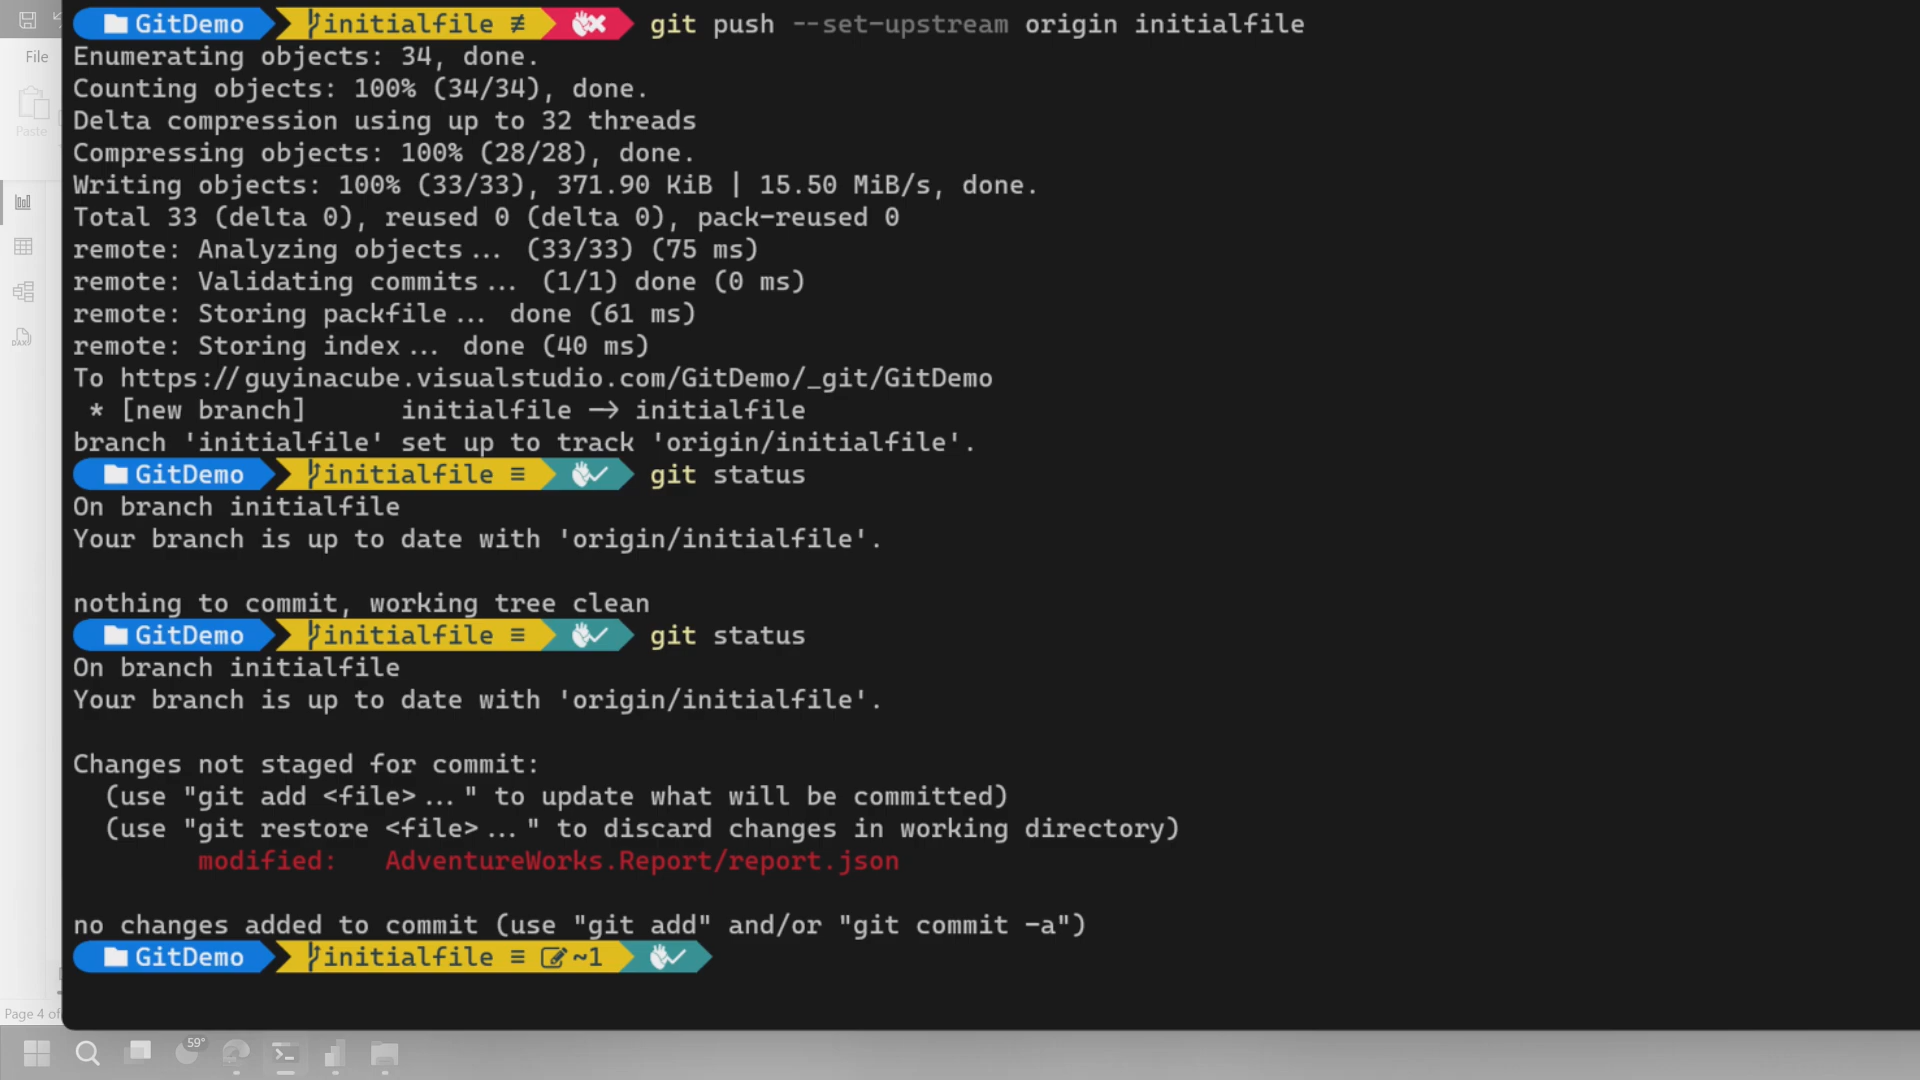 GitDemo initialfile ≢ git push --set-upstream origin initialfile
Enumerating objects: 34, done.
File
Counting objects: 100% (34/34), done.
Delta compression using up to 32 threads
Paste
Compressing objects: 100% (28/28), done.
Writing objects: 100% (33/33), 371.90 KiB | 15.50 MiB/s, done.
Total 33 (delta 0), reused 0 (delta 0), pack-reused 0
remote: Analyzing objects... (33/33) (75 ms)
remote: Validating commits... (1/1) done (0 ms)
remote: Storing packfile... done (61 ms)
DAX
remote: Storing index... done (40 ms)
To https://guyinacube.visualstudio.com/GitDemo/_git/GitDemo
* [new branch] initialfile -> initialfile
branch 'initialfile' set up to track 'origin/initialfile'.
GitDemo initialfile ≡ git status
On branch initialfile
Your branch is up to date with 'origin/initialfile'.
nothing to commit, working tree clean
GitDemo initialfile ≡ git status
On branch initialfile
Your branch is up to date with 'origin/initialfile'.
Changes not staged for commit:
(use "git add <file>..." to update what will be committed)
(use "git restore <file>..." to discard changes in working directory)
modified: AdventureWorks.Report/report.json
no changes added to commit (use "git add" and/or "git commit -a")
GitDemo initialfile ≡ ~1
Page 4 of
59°